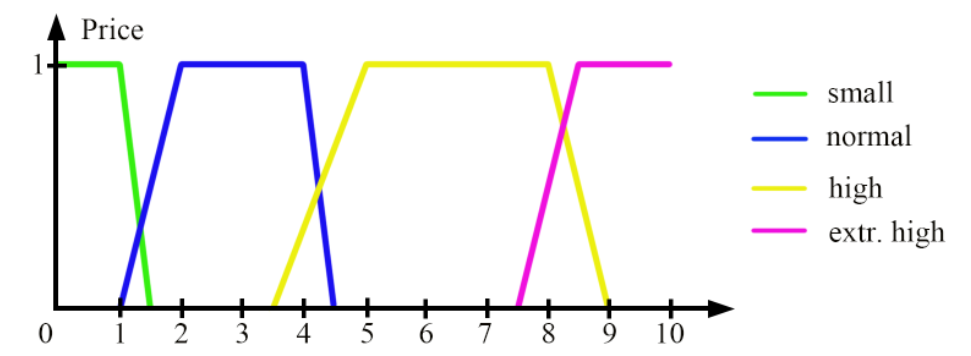 Price
1
small
normal
high
extr. high
0 1 2 3 4 5 6 7 8 9 10